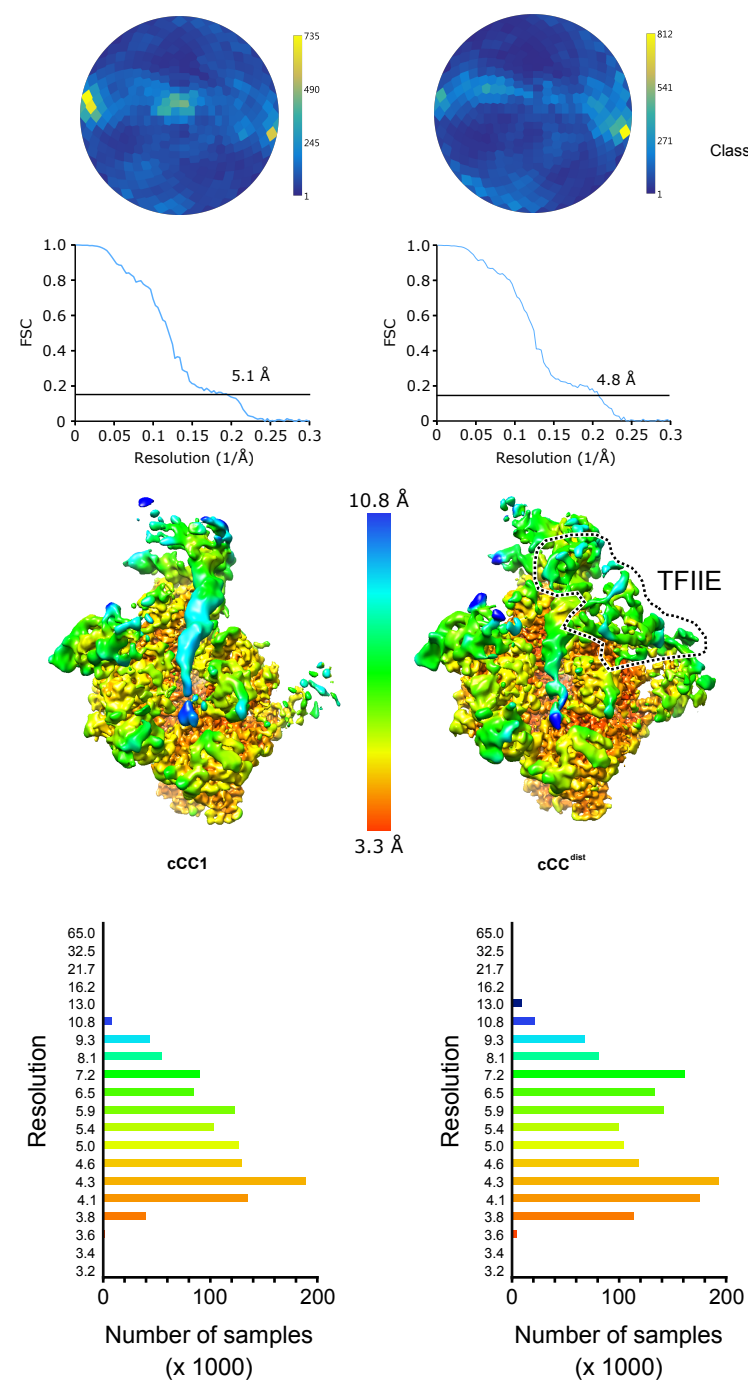 735
490
245
1
812
541
271
1
Class
1.0
0.8
0.6
0.4
0.2
0
FSC
5.1 Å
0 0.05 0.1 0.15 0.2 0.25 0.3
Resolution (1/Å)
1.0
0.8
0.6
0.4
0.2
0
FSC
4.8 Å
0 0.05 0.1 0.15 0.2 0.25 0.3
Resolution (1/Å)
10.8 Å
3.3 Å
TFIIE
cCC1
cCCdist
65.0
32.5
21.7
16.2
13.0
10.8
9.3
8.1
7.2
6.5
5.9
5.4
5.0
4.6
4.3
4.1
3.8
3.6
3.4
3.2
Resolution
0 100 200
Number of samples
(x 1000)
65.0
32.5
21.7
16.2
13.0
10.8
9.3
8.1
7.2
6.5
5.9
5.4
5.0
4.6
4.3
4.1
3.8
3.6
3.4
3.2
Resolution
0 100 200
Number of samples
(x 1000)